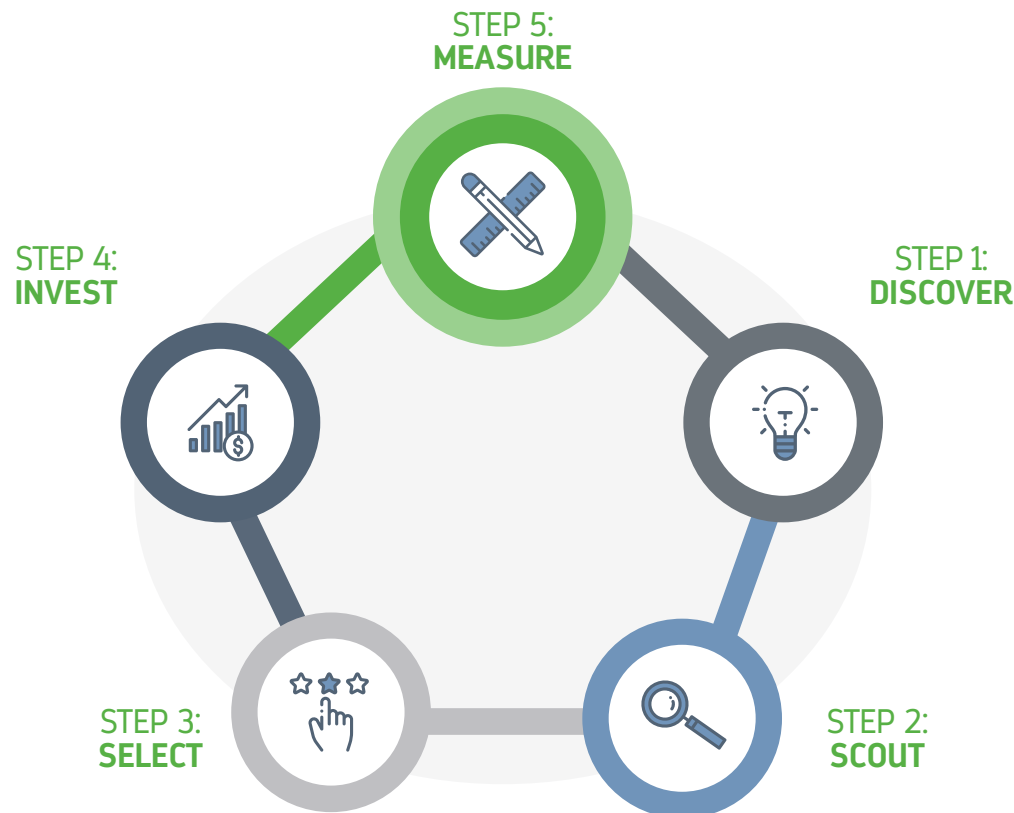 STEP 5:
MEASURE
STEP 4:
INVEST
STEP 1:
DISCOVER
STEP 3:
SELECT
STEP 2:
SCOUT
$